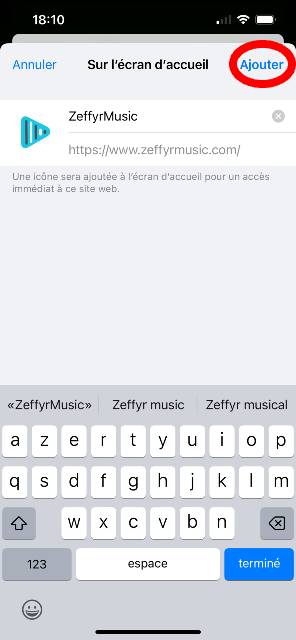 18:10
Annuler Sur l'écran d'accueil Ajouter
ZeffyrMusic
https://www.zeffyrmusic.com/
Une icône sera ajoutée à l'écran d'accueil pour un accès
immédiat à ce site web.
«ZeffyrMusic» Zeffyr music Zeffyr musical
a z e r t y u i o p
q s d f g h j k l m
w x c v b n
123 espace terminé